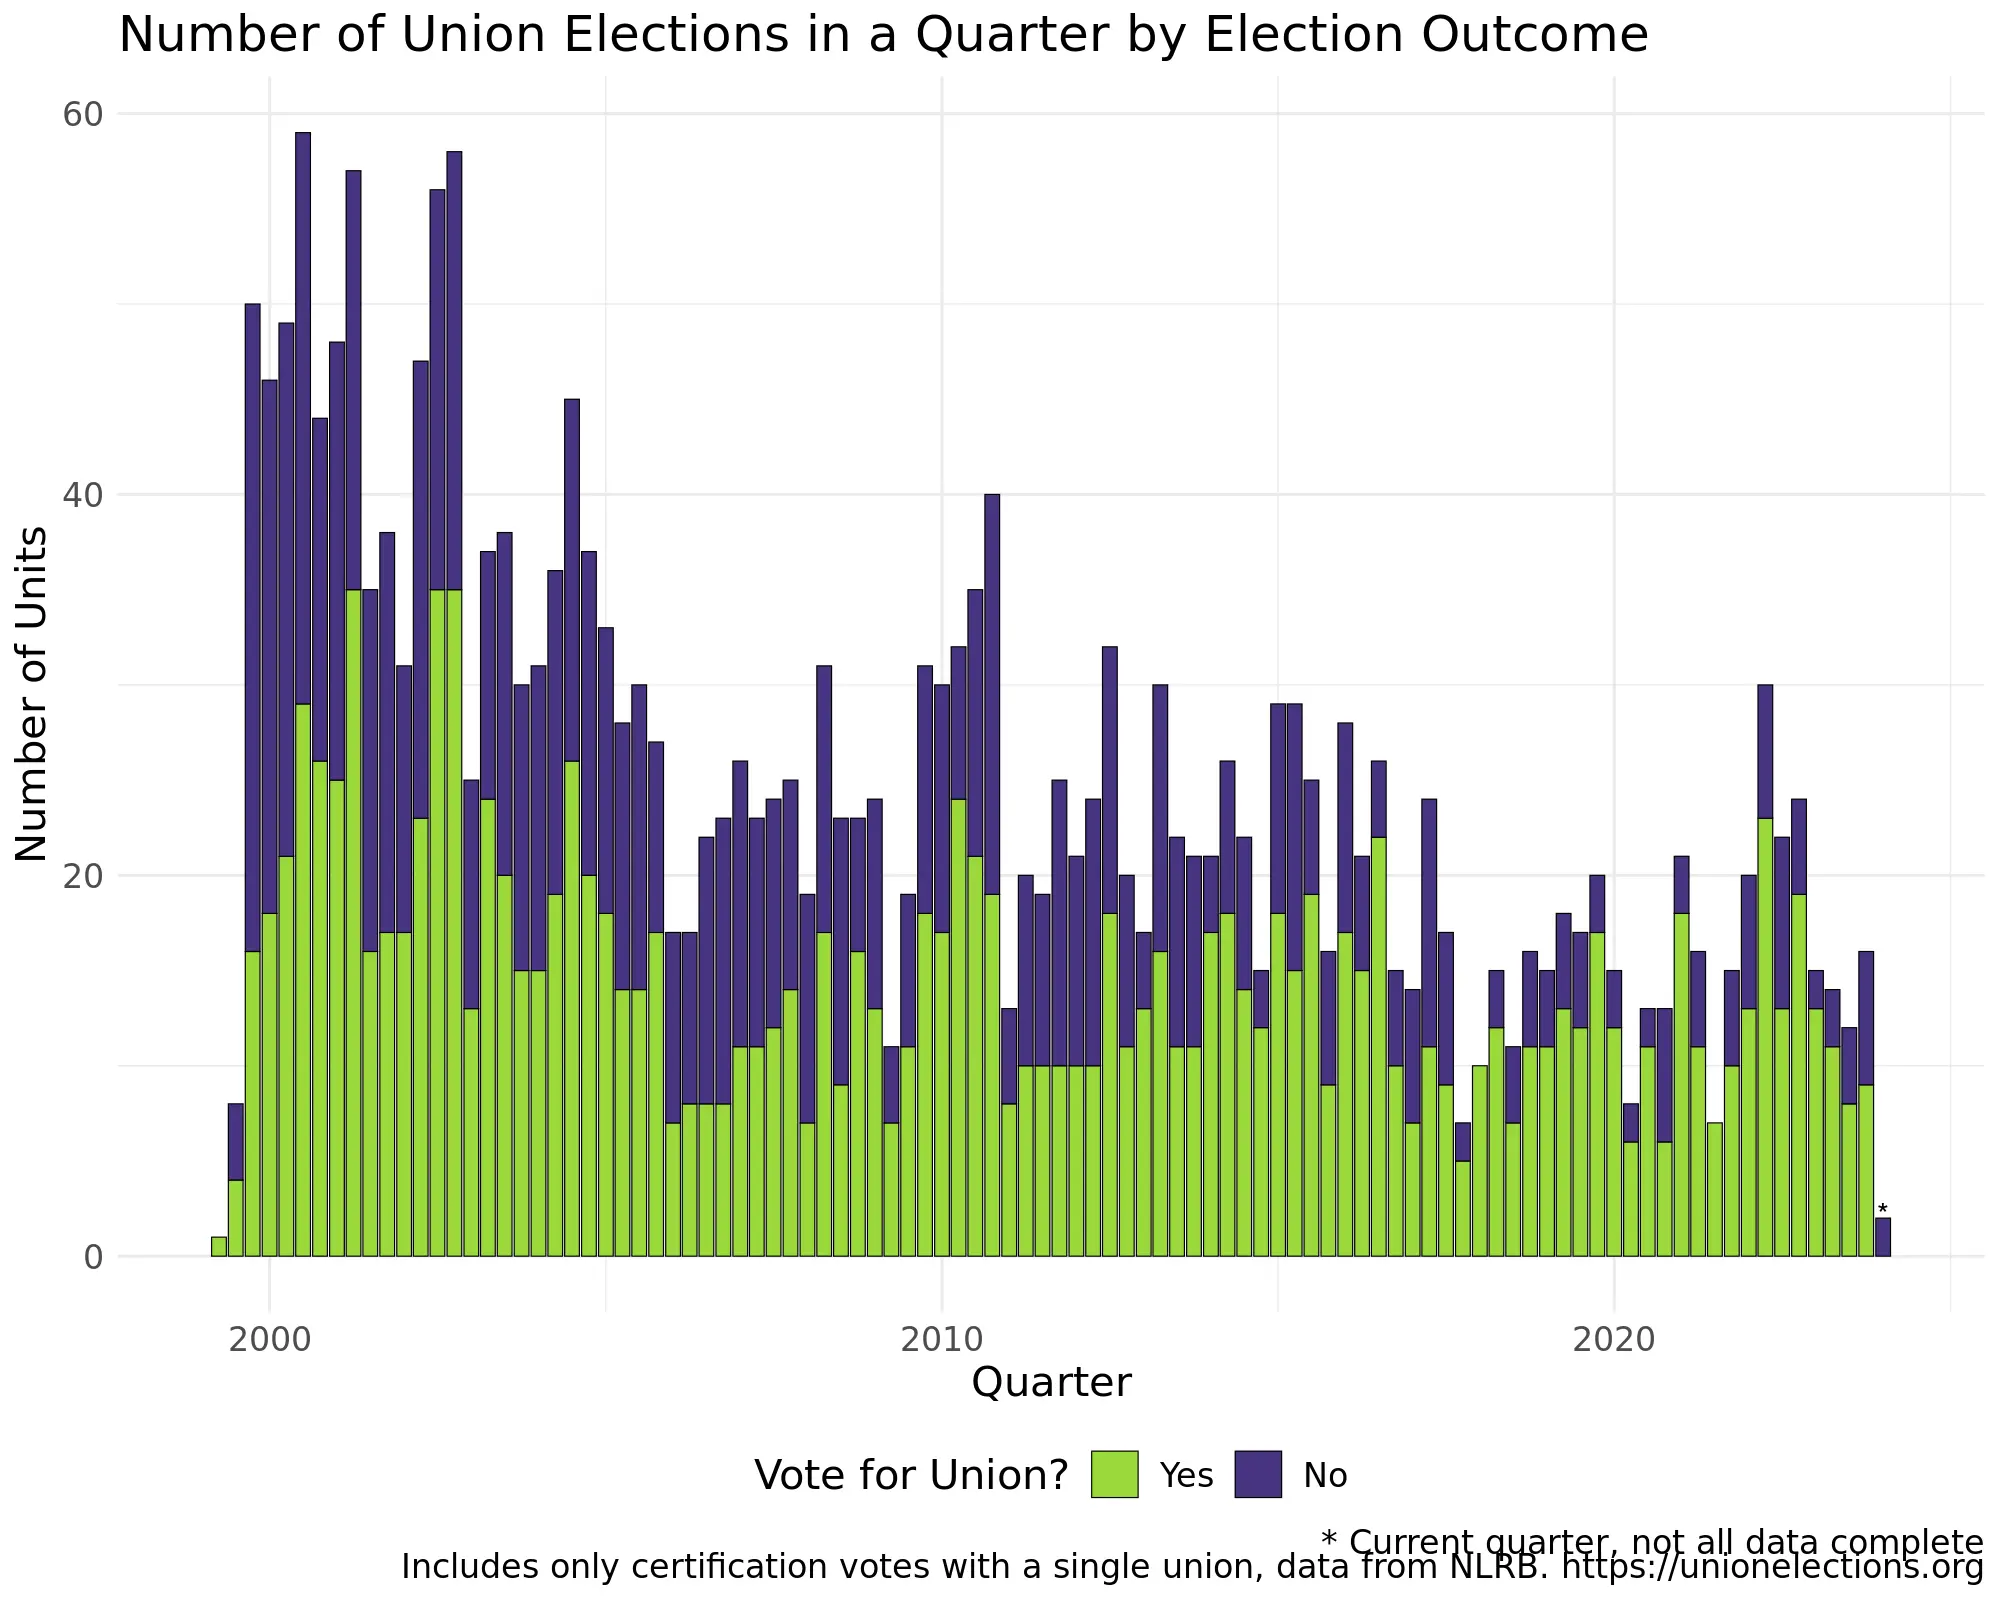 Number of Union Elections in a Quarter by Election Outcome
60
40
20
0
Number of Units
*
2000 2010 2020
Quarter
Vote for Union? Yes No
* Current quarter, not all data complete
Includes only certification votes with a single union, data from NLRB. https://unionelections.org